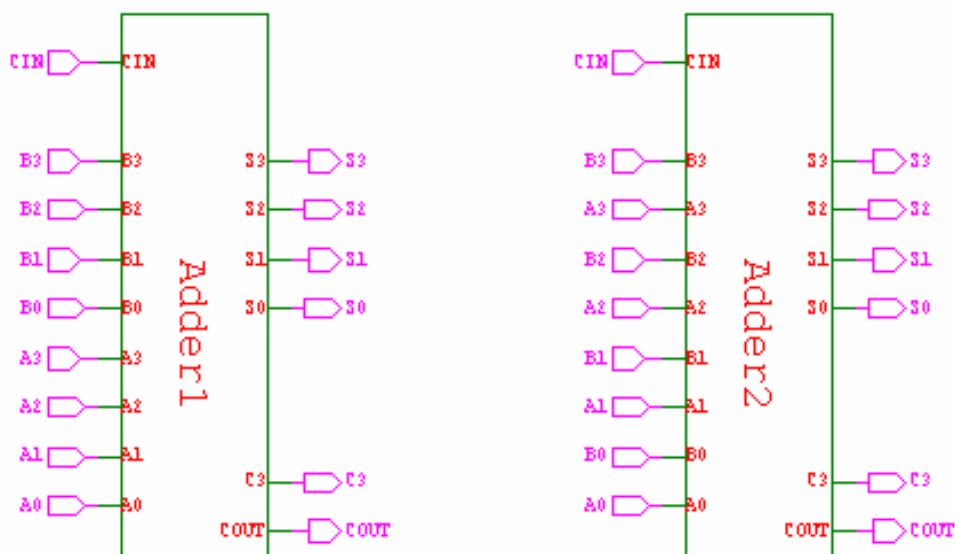 CIN CIN CIN CIN
B3 B3 S3 S3 B3 B3 S3 S3
B2 B2 S2 S2 A3 A3 S2 S2
B1 B1 S1 S1 B2 B2 S1 S1
B0 B0 S0 S0 A2 A2 S0 S0
Adder1 Adder2
A3 A3 B1 B1
A2 A2 A1 A1
A1 A1 B0 B0
C3 C3 C3 C3
A0 A0 A0 A0
COUT COUT COUT COUT